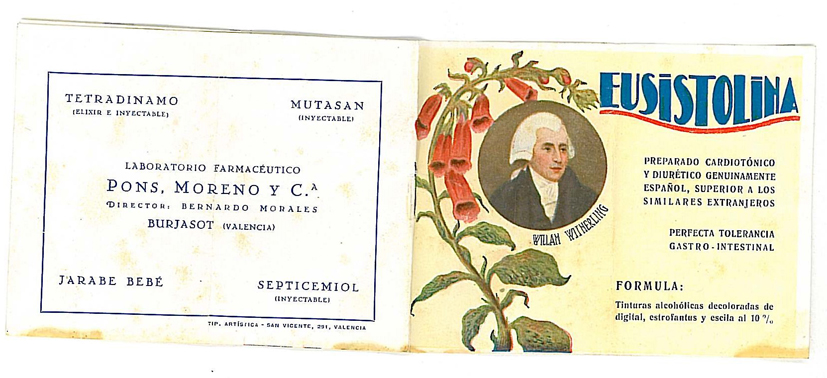 TETRADINAMO
(ELIXIR E INYECTABLE)
MUTASAN
(INYECTABLE)
LABORATORIO FARMACÉUTICO
PONS, MORENO Y C.ª
DIRECTOR: BERNARDO MORALES
BURJASOT (VALENCIA)
JARABE BEBÉ
SEPTICEMIOL
(INYECTABLE)
TIP. ARTÍSTICA - SAN VICENTE, 291, VALENCIA
EUSISTOLINA
WILLAM WITHERLING
PREPARADO CARDIOTÓNICO
Y DIURÉTICO GENUINAMENTE
ESPAÑOL, SUPERIOR A LOS
SIMILARES EXTRANJEROS
PERFECTA TOLERANCIA
GASTRO-INTESTINAL
FORMULA:
Tinturas alcohólicas decoloradas de
digital, estrofantus y escila al 10 %